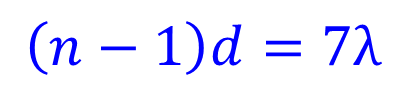 (n − 1)d = 7λ